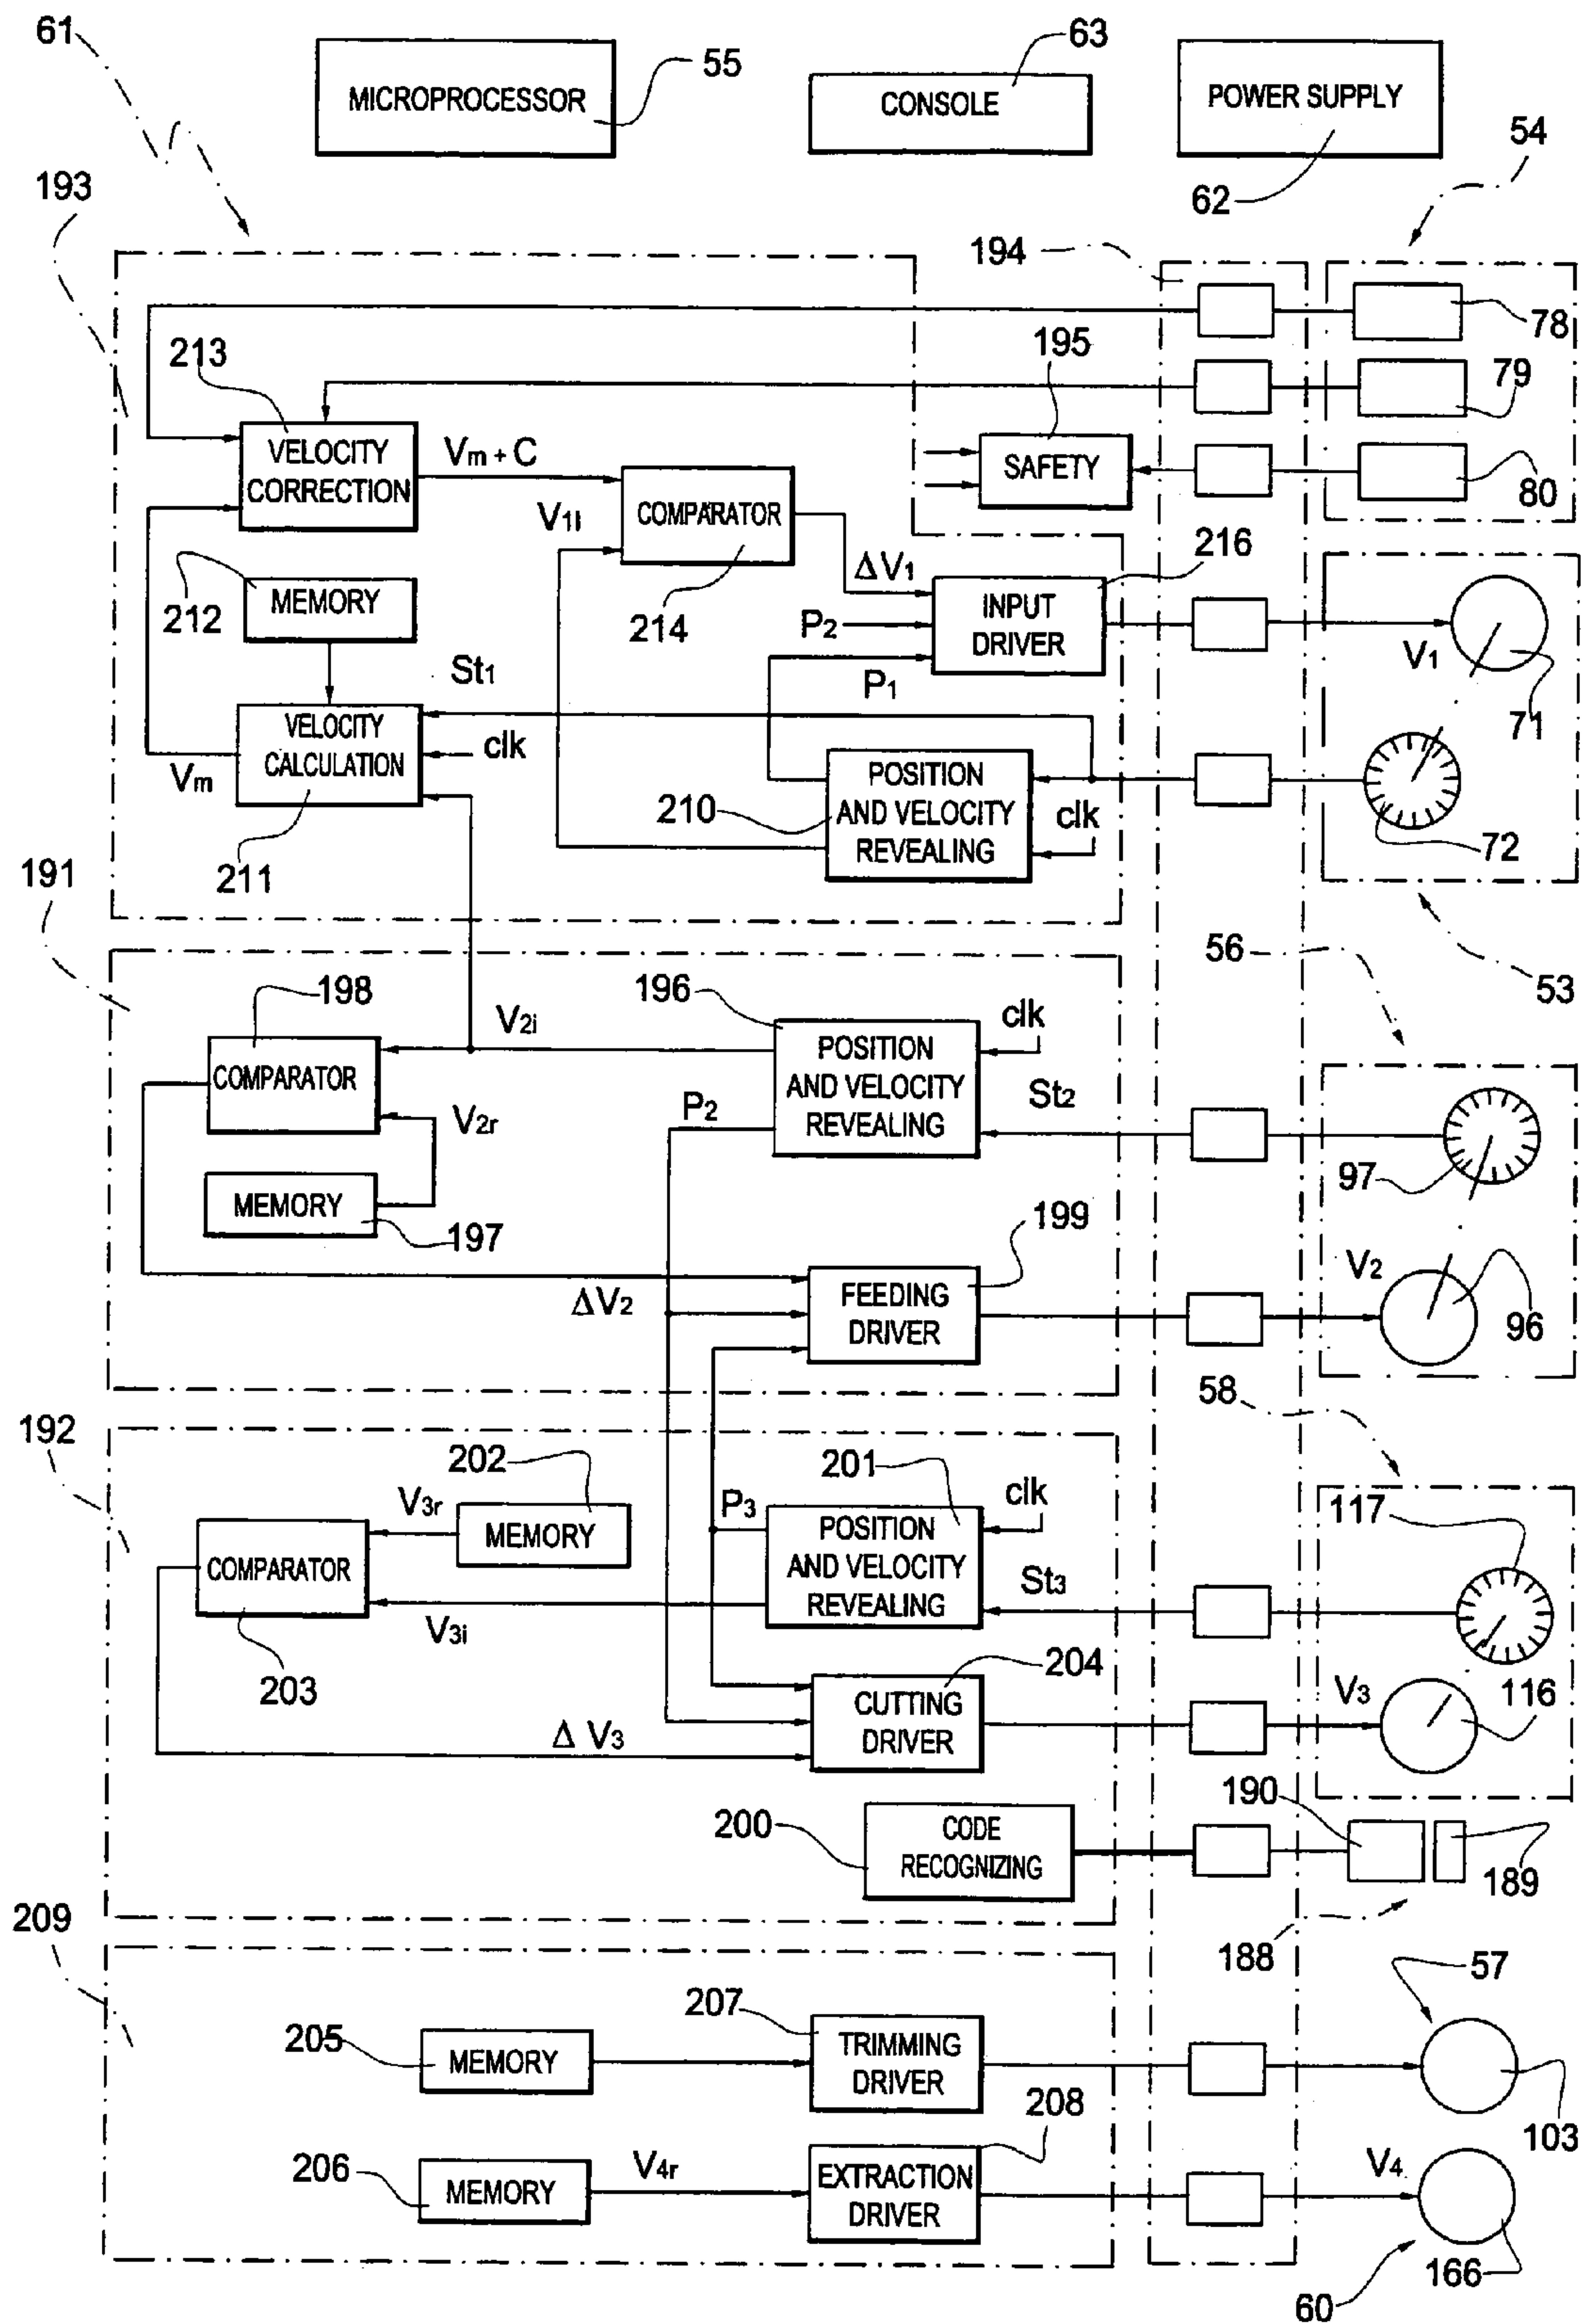 61
MICROPROCESSOR
55
63
CONSOLE
POWER SUPPLY
62
54
193
194
78
213
195
79
VELOCITY
CORRECTION
Vm + C
SAFETY
80
V1i
COMPARATOR
214
ΔV1
216
212
MEMORY
P2
INPUT
DRIVER
V1
71
St1
P1
VELOCITY
CALCULATION
clk
Vm
211
210
POSITION
AND VELOCITY
REVEALING
clk
72
191
56
53
198
V2i
196
clk
COMPARATOR
POSITION
AND VELOCITY
REVEALING
St2
V2r
P2
97
MEMORY
197
199
V2
ΔV2
FEEDING
DRIVER
96
58
192
202
201
clk
117
V3r
MEMORY
P3
POSITION
AND VELOCITY
REVEALING
COMPARATOR
St3
V3i
203
204
V3
116
CUTTING
DRIVER
Δ V3
190
200
CODE
RECOGNIZING
189
188
209
57
207
205
MEMORY
TRIMMING
DRIVER
208
103
206
MEMORY
V4r
EXTRACTION
DRIVER
V4
166
60